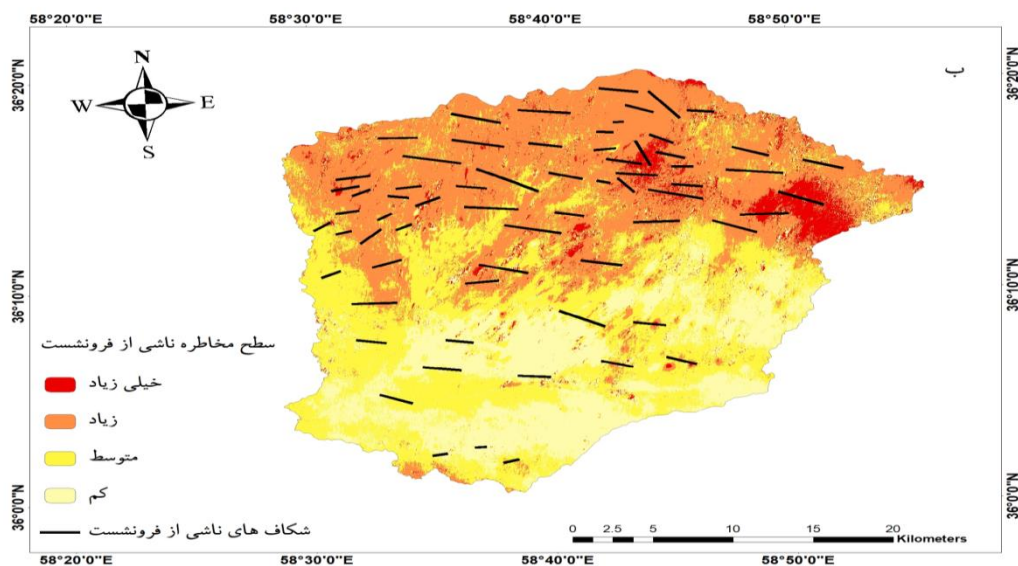 58°20'0"E 58°30'0"E 58°40'0"E 58°50'0"E
36°20'0"N
36°20'0"N
ب
N
W E
S
36°10'0"N
36°10'0"N
سطح مخاطره ناشی از فرونشست
خیلی زیاد
زیاد
متوسط
کم
شکاف های ناشی از فرونشست
36°0'0"N
36°0'0"N
0 2.5 5 10 15 20
Kilometers
58°20'0"E 58°30'0"E 58°40'0"E 58°50'0"E